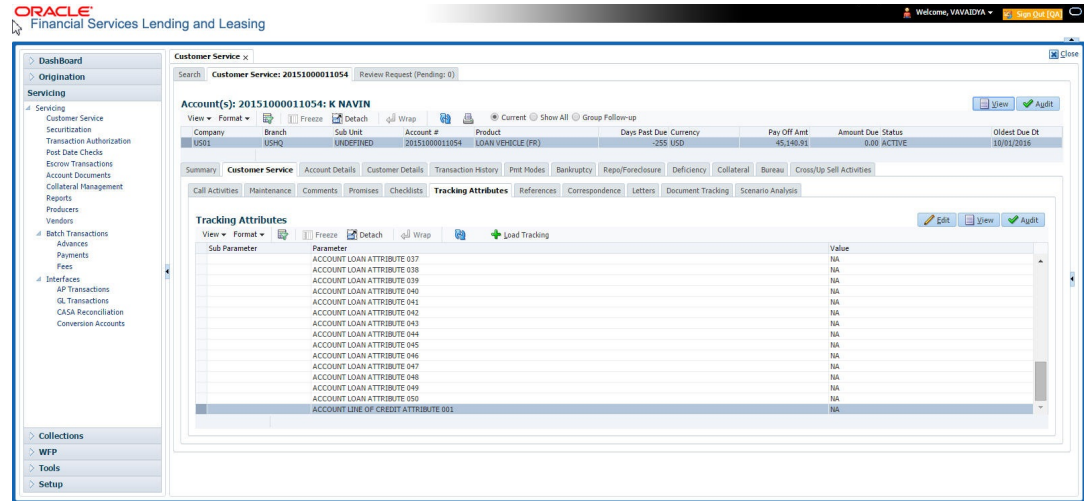 ORACLE®
Financial Services Lending and Leasing
Welcome, VAVAIDYA
Sign Out [QA]
Close
DashBoard
Origination
Servicing
Servicing
Customer Service
Securitization
Transaction Authorization
Post Date Checks
Escrow Transactions
Account Documents
Collateral Management
Reports
Producers
Vendors
Batch Transactions
Advances
Payments
Fees
Interfaces
AP Transactions
GL Transactions
CASA Reconciliation
Conversion Accounts
Collections
WFP
Tools
Setup
Customer Service x
Search Customer Service: 20151000011054 Review Request (Pending: 0)
Account(s): 20151000011054: K NAVIN
View Audit
View Format Freeze Detach Wrap Current Show All Group Follow-up
Company Branch Sub Unit Account # Product Days Past Due Currency Pay Off Amt Amount Due Status Oldest Due Dt
US01 USHQ UNDEFINED 20151000011054 LOAN VEHICLE (FR) -255 USD 45,140.91 0.00 ACTIVE 10/01/2016
Summary Customer Service Account Details Customer Details Transaction History Pmt Modes Bankruptcy Repo/Foreclosure Deficiency Collateral Bureau Cross/Up Sell Activities
Call Activities Maintenance Comments Promises Checklists Tracking Attributes References Correspondence Letters Document Tracking Scenario Analysis
Tracking Attributes
Edit View Audit
View Format Freeze Detach Wrap Load Tracking
Sub Parameter Parameter Value
ACCOUNT LOAN ATTRIBUTE 037 NA
ACCOUNT LOAN ATTRIBUTE 038 NA
ACCOUNT LOAN ATTRIBUTE 039 NA
ACCOUNT LOAN ATTRIBUTE 040 NA
ACCOUNT LOAN ATTRIBUTE 041 NA
ACCOUNT LOAN ATTRIBUTE 042 NA
ACCOUNT LOAN ATTRIBUTE 043 NA
ACCOUNT LOAN ATTRIBUTE 044 NA
ACCOUNT LOAN ATTRIBUTE 045 NA
ACCOUNT LOAN ATTRIBUTE 046 NA
ACCOUNT LOAN ATTRIBUTE 047 NA
ACCOUNT LOAN ATTRIBUTE 048 NA
ACCOUNT LOAN ATTRIBUTE 049 NA
ACCOUNT LOAN ATTRIBUTE 050 NA
ACCOUNT LINE OF CREDIT ATTRIBUTE 001 NA